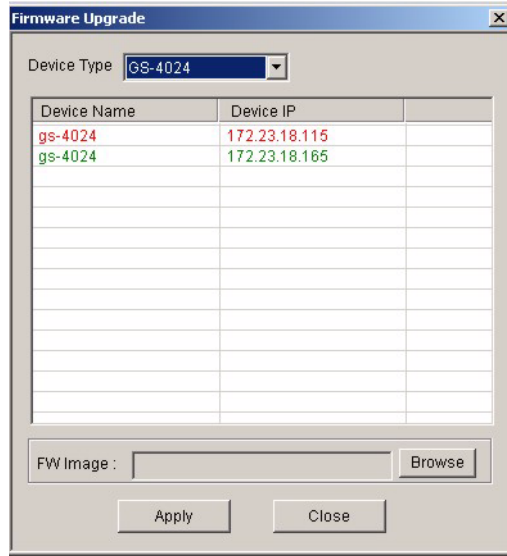 Firmware Upgrade
Device Type GS-4024
Device Name Device IP
gs-4024 172.23.18.115
gs-4024 172.23.18.165
FW Image : Browse
Apply Close